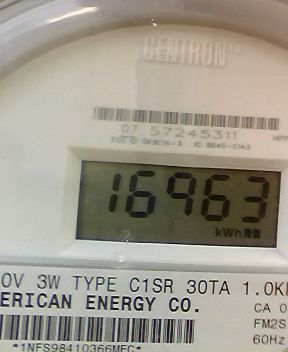 CENTRON
07 57245311
16963
kWh
0V 3W TYPE C1SR 30TA 1.0K
ERICAN ENERGY CO.
CA 0
FM2S
60Hz
*1NFS98410366MFC*